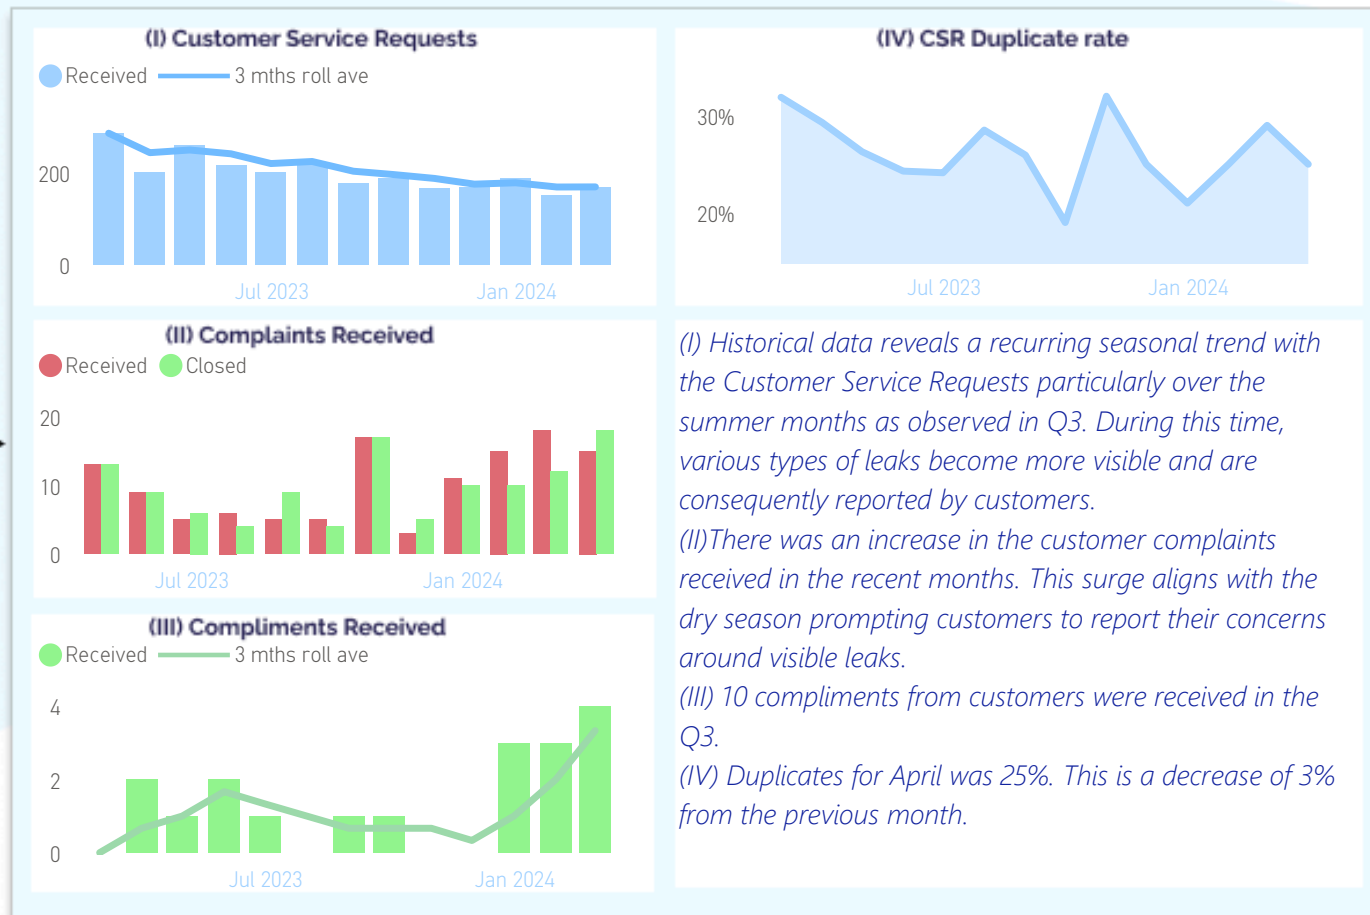 (I) Customer Service Requests
Received 3 mths roll ave
200
0
Jul 2023 Jan 2024
(IV) CSR Duplicate rate
30%
20%
Jul 2023 Jan 2024
(II) Complaints Received
Received Closed
20
10
0
Jul 2023 Jan 2024
(III) Compliments Received
Received 3 mths roll ave
4
2
0
Jul 2023 Jan 2024
(I) Historical data reveals a recurring seasonal trend with
the Customer Service Requests particularly over the
summer months as observed in Q3. During this time,
various types of leaks become more visible and are
consequently reported by customers.
(II)There was an increase in the customer complaints
received in the recent months. This surge aligns with the
dry season prompting customers to report their concerns
around visible leaks.
(III) 10 compliments from customers were received in the
Q3.
(IV) Duplicates for April was 25%. This is a decrease of 3%
from the previous month.